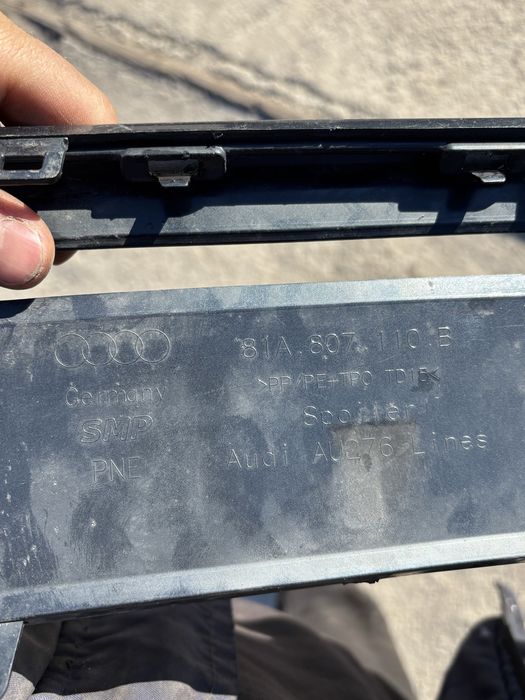 81A.807.110.B
Germany
>PP/PE+TPO TD15<
SMP
Spoiler
PNE
Audi AU276 Lines